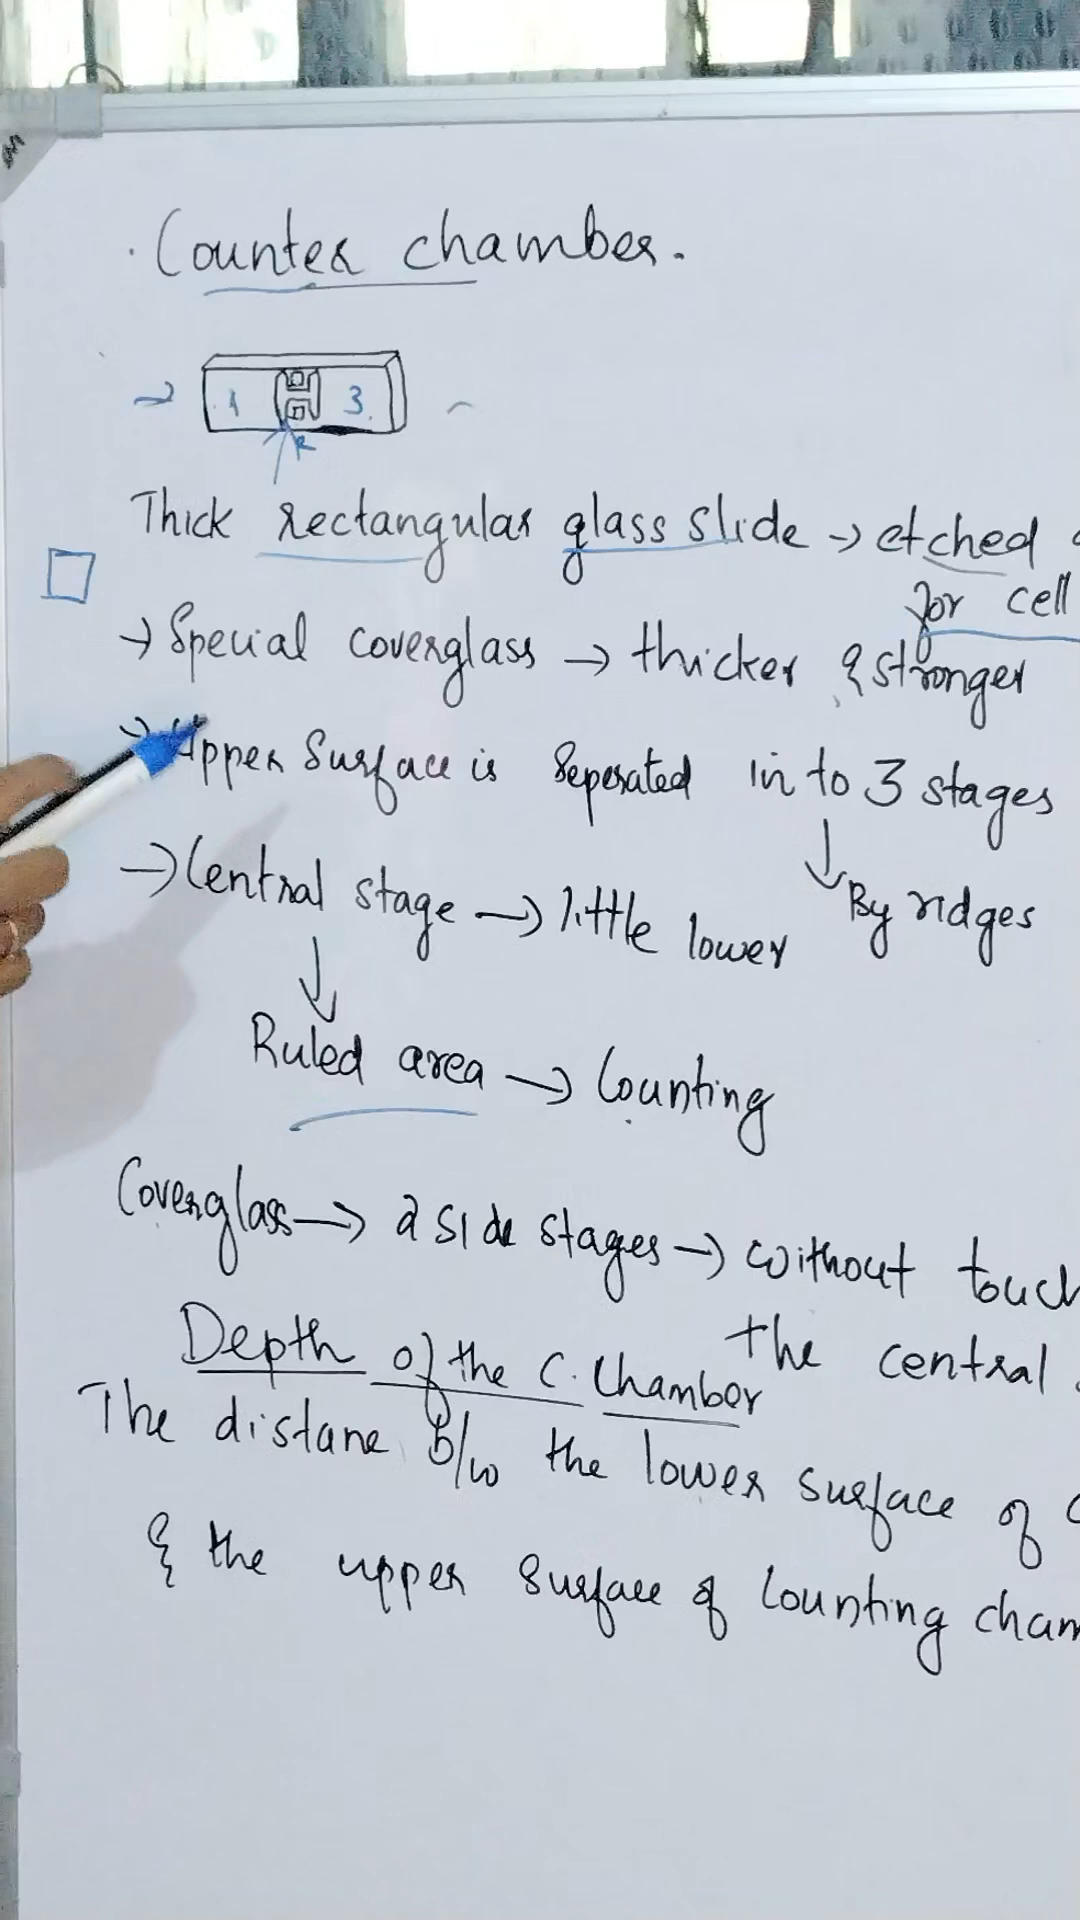 Counter chamber.
1 3
Thick rectangular glass slide → etched
for cell
→ Special coverglass → thicker & stronger
→ Upper Surface is Seperated in to 3 stages
By ridges
→ Central stage → little lower
Ruled area → Counting
Coverglass → 2 side stages → without touch
the central
Depth of the C. Chamber
The distane b/w the lower surface of
& the upper surface of Counting cham